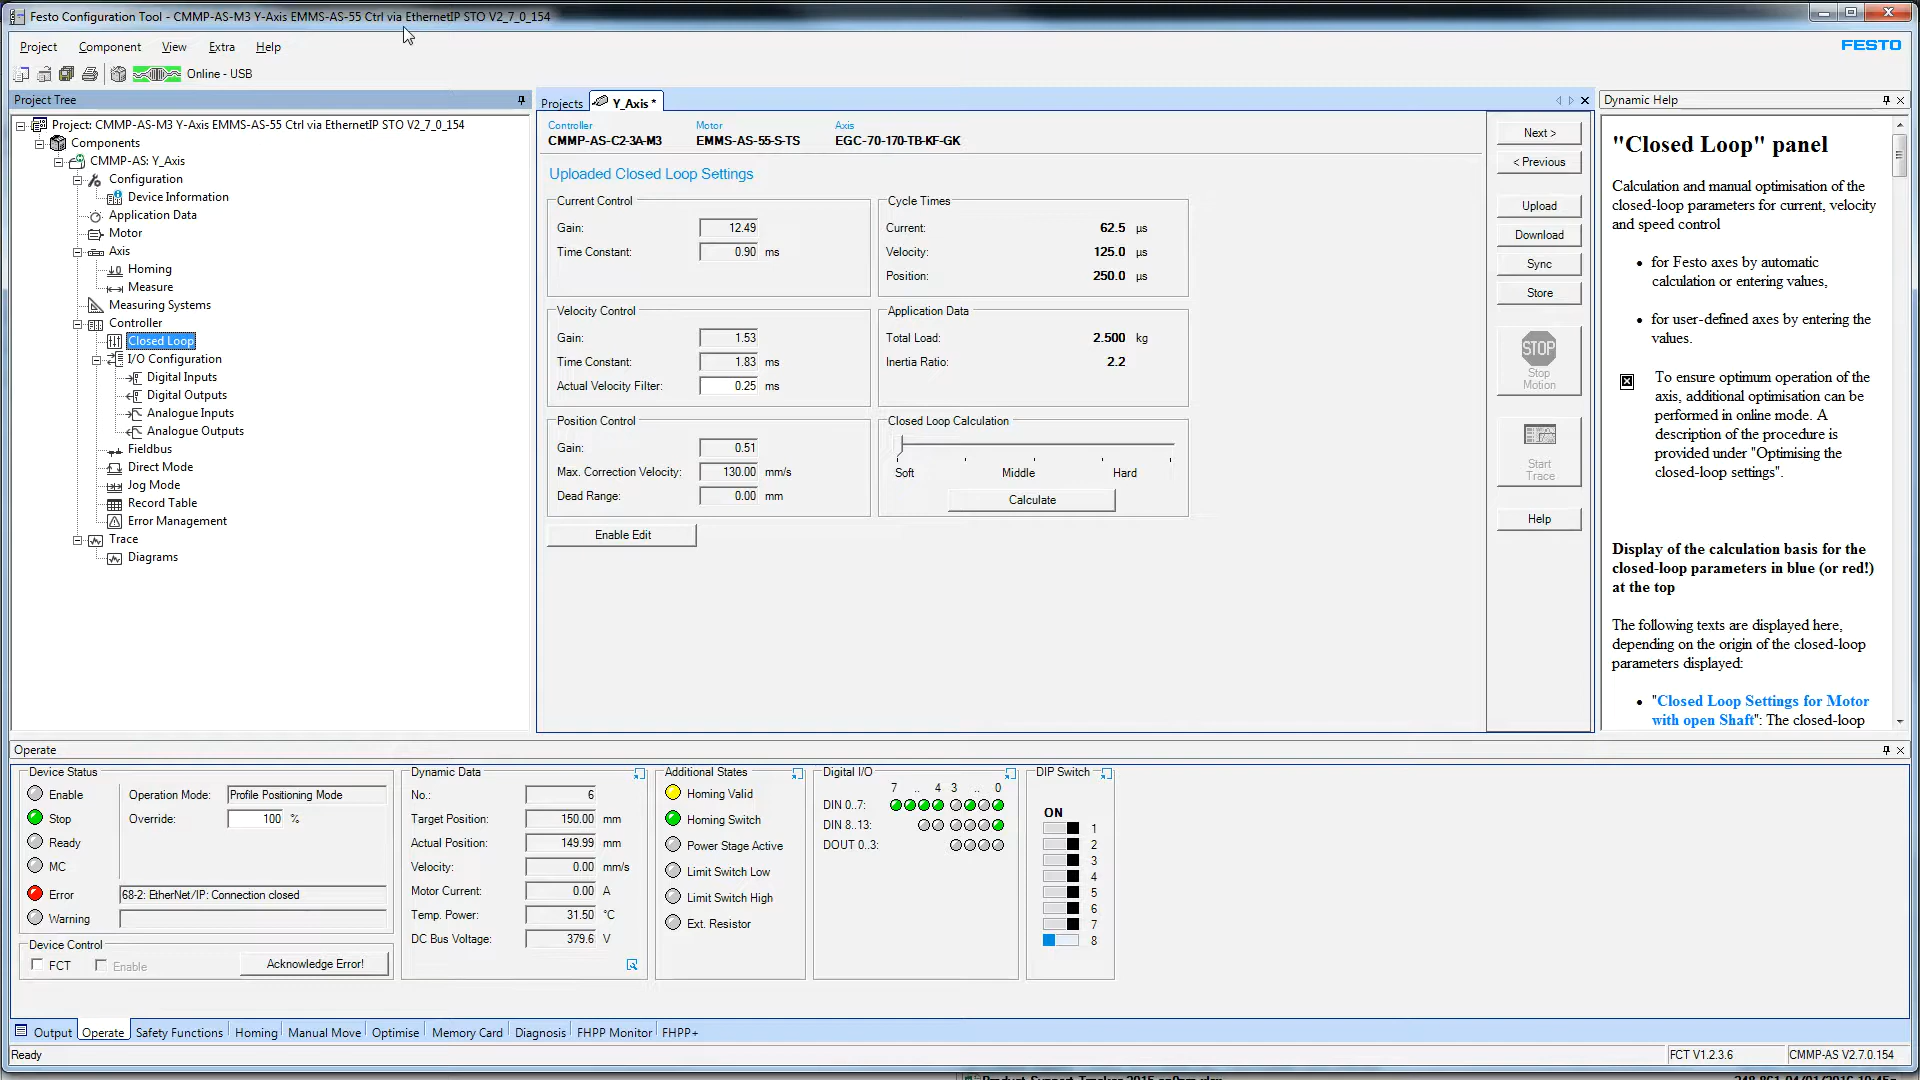 Festo Configuration Tool - CMMP-AS-M3 Y-Axis EMMS-AS-55 Ctrl via EthernetIP STO V2_7_0_154
Project Component View Extra Help
FESTO
Online - USB
Project Tree
Project: CMMP-AS-M3 Y-Axis EMMS-AS-55 Ctrl via EthernetIP STO V2_7_0_154
Components
CMMP-AS: Y_Axis
Configuration
Device Information
Application Data
Motor
Axis
Homing
Measure
Measuring Systems
Controller
Closed Loop
I/O Configuration
Digital Inputs
Digital Outputs
Analogue Inputs
Analogue Outputs
Fieldbus
Direct Mode
Jog Mode
Record Table
Error Management
Trace
Diagrams
Projects Y_Axis *
Controller Motor Axis
CMMP-AS-C2-3A-M3 EMMS-AS-55-S-TS EGC-70-170-TB-KF-GK
Uploaded Closed Loop Settings
Current Control
Gain: 12.49
Time Constant: 0.90 ms
Cycle Times
Current: 62.5 µs
Velocity: 125.0 µs
Position: 250.0 µs
Velocity Control
Gain: 1.53
Time Constant: 1.83 ms
Actual Velocity Filter: 0.25 ms
Application Data
Total Load: 2.500 kg
Inertia Ratio: 2.2
Position Control
Gain: 0.51
Max. Correction Velocity: 130.00 mm/s
Dead Range: 0.00 mm
Closed Loop Calculation
Soft Middle Hard
Calculate
Enable Edit
Next >
< Previous
Upload
Download
Sync
Store
STOP
Stop
Motion
Start
Trace
Help
Dynamic Help
"Closed Loop" panel
Calculation and manual optimisation of the
closed-loop parameters for current, velocity
and speed control
• for Festo axes by automatic
calculation or entering values,
• for user-defined axes by entering the
values.
To ensure optimum operation of the
axis, additional optimisation can be
performed in online mode. A
description of the procedure is
provided under "Optimising the
closed-loop settings".
Display of the calculation basis for the
closed-loop parameters in blue (or red!)
at the top
The following texts are displayed here,
depending on the origin of the closed-loop
parameters displayed:
• "Closed Loop Settings for Motor
with open Shaft": The closed-loop
Operate
Device Status
Enable
Stop
Ready
MC
Error
Warning
Operation Mode: Profile Positioning Mode
Override: 100 %
68-2: EtherNet/IP: Connection closed
Device Control
FCT Enable Acknowledge Error!
Dynamic Data
No.: 6
Target Position: 150.00 mm
Actual Position: 149.99 mm
Velocity: 0.00 mm/s
Motor Current: 0.00 A
Temp. Power: 31.50 °C
DC Bus Voltage: 379.6 V
Additional States
Homing Valid
Homing Switch
Power Stage Active
Limit Switch Low
Limit Switch High
Ext. Resistor
Digital I/O
7 .. 4 3 .. 0
DIN 0..7:
DIN 8..13:
DOUT 0..3:
DIP Switch
ON
1
2
3
4
5
6
7
8
Output Operate Safety Functions Homing Manual Move Optimise Memory Card Diagnosis FHPP Monitor FHPP+
Ready
FCT V1.2.3.6 CMMP-AS V2.7.0.154